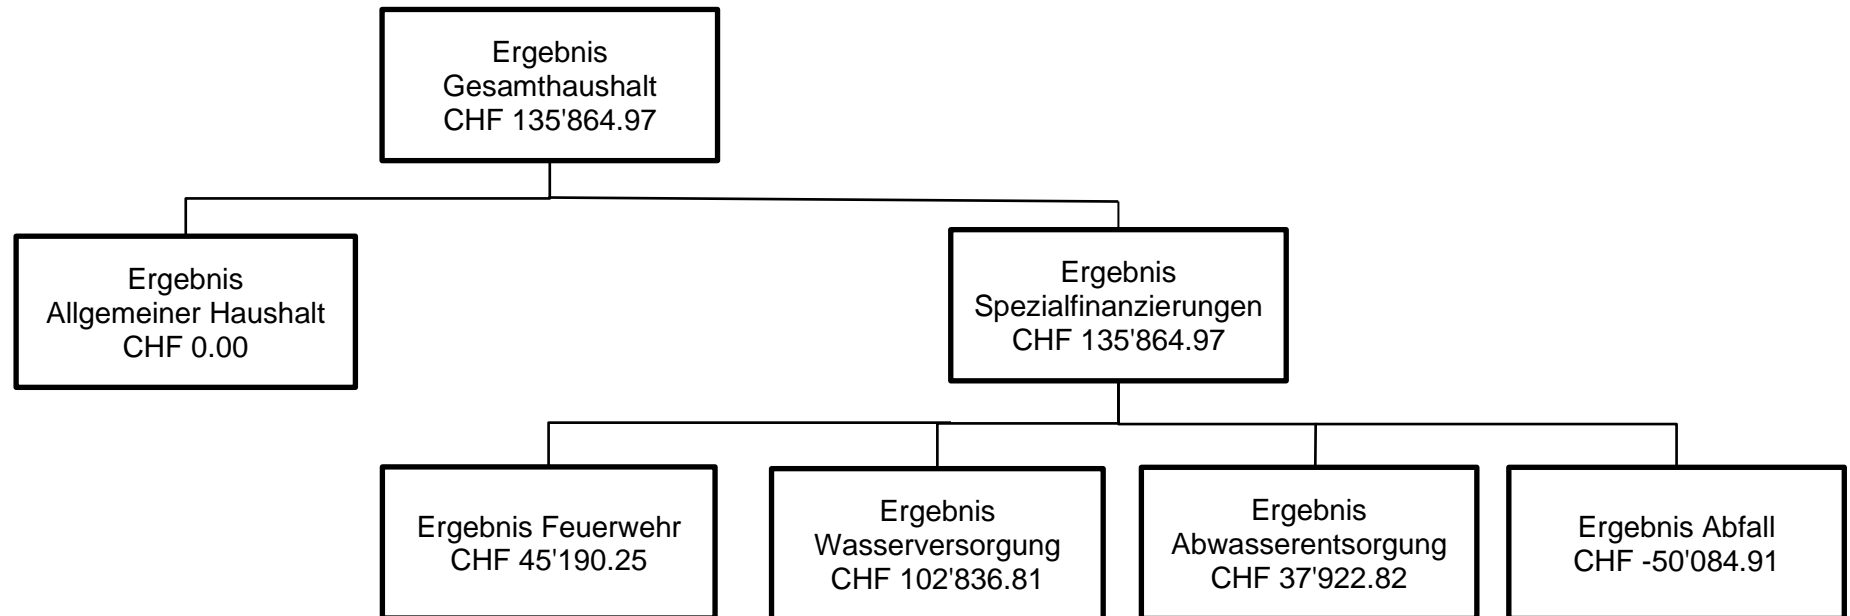 Ergebnis
Gesamthaushalt
CHF 135'864.97
Ergebnis
Allgemeiner Haushalt
CHF 0.00
Ergebnis
Spezialfinanzierungen
CHF 135'864.97
Ergebnis Feuerwehr
CHF 45'190.25
Ergebnis
Wasserversorgung
CHF 102'836.81
Ergebnis
Abwasserentsorgung
CHF 37'922.82
Ergebnis Abfall
CHF -50'084.91